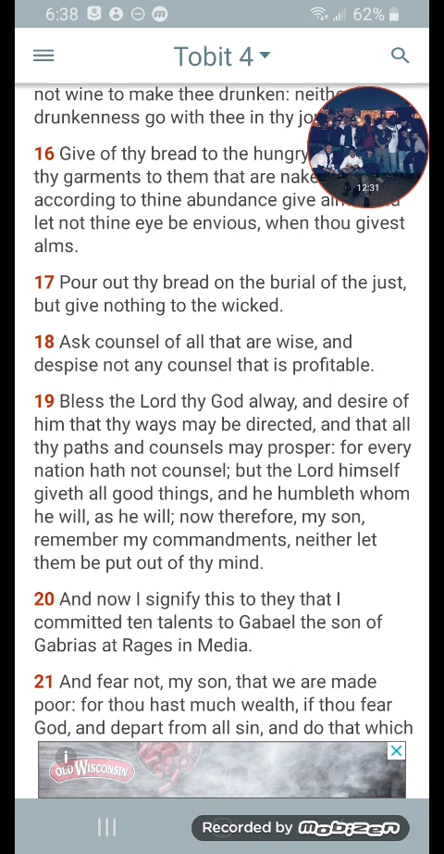 6:38 62%
Tobit 4
not wine to make thee drunken: neith
drunkenness go with thee in thy jo
16 Give of thy bread to the hungry
thy garments to them that are nake
according to thine abundance give al
let not thine eye be envious, when thou givest
alms.
12:31
17 Pour out thy bread on the burial of the just,
but give nothing to the wicked.
18 Ask counsel of all that are wise, and
despise not any counsel that is profitable.
19 Bless the Lord thy God alway, and desire of
him that thy ways may be directed, and that all
thy paths and counsels may prosper: for every
nation hath not counsel; but the Lord himself
giveth all good things, and he humbleth whom
he will, as he will; now therefore, my son,
remember my commandments, neither let
them be put out of thy mind.
20 And now I signify this to they that I
committed ten talents to Gabael the son of
Gabrias at Rages in Media.
21 And fear not, my son, that we are made
poor: for thou hast much wealth, if thou fear
God, and depart from all sin, and do that which
OLD WISCONSIN
Recorded by mobizen